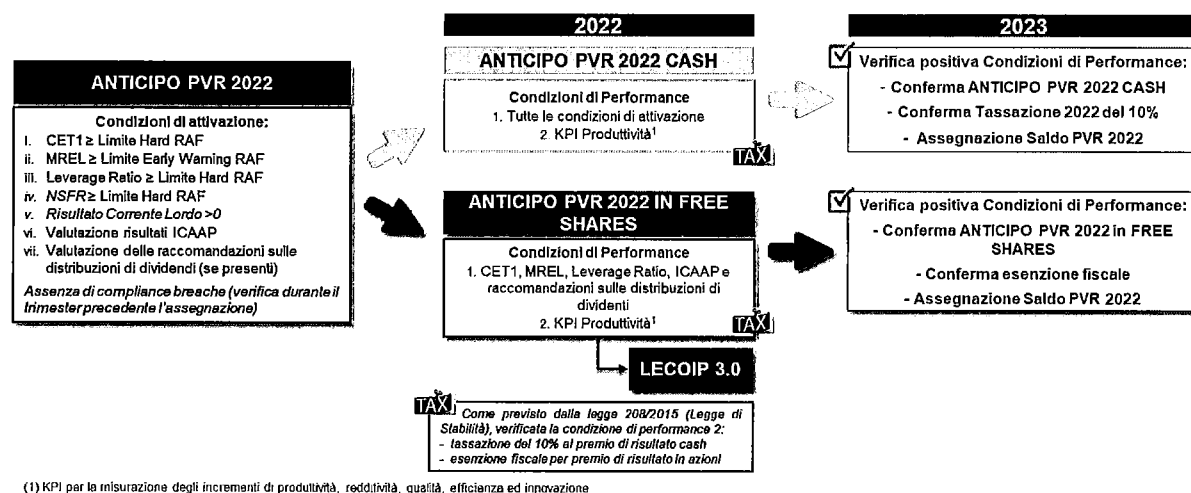 ANTICIPO PVR 2022
Condizioni di attivazione:
i. CET1 ≥ Limite Hard RAF
ii. MREL ≥ Limite Early Warning RAF
iii. Leverage Ratio ≥ Limite Hard RAF
iv. NSFR ≥ Limite Hard RAF
v. Risultato Corrente Lordo >0
vi. Valutazione risultati ICAAP
vii. Valutazione delle raccomandazioni sulle
distribuzioni di dividendi (se presenti)
Assenza di compliance breache (verifica durante il
trimester precedente l'assegnazione)
2022
ANTICIPO PVR 2022 CASH
Condizioni di Performance
1. Tutte le condizioni di attivazione
2. KPI Produttività¹
TAX
ANTICIPO PVR 2022 IN FREE
SHARES
Condizioni di Performance
1. CET1, MREL, Leverage Ratio, ICAAP e
raccomandazioni sulle distribuzioni di
dividenti
2. KPI Produttività¹
TAX
LECOIP 3.0
TAX
Come previsto dalla legge 208/2015 (Legge di
Stabilità), verificata la condizione di performance 2:
- tassazione del 10% al premio di risultato cash
- esenzione fiscale per premio di risultato in azioni
2023
Verifica positiva Condizioni di Performance:
- Conferma ANTICIPO PVR 2022 CASH
- Conferma Tassazione 2022 del 10%
- Assegnazione Saldo PVR 2022
Verifica positiva Condizioni di Performance:
- Conferma ANTICIPO PVR 2022 in FREE
SHARES
- Conferma esenzione fiscale
- Assegnazione Saldo PVR 2022
(1) KPI per la misurazione degli incrementi di produttività, redditività, qualità, efficienza ed innovazione